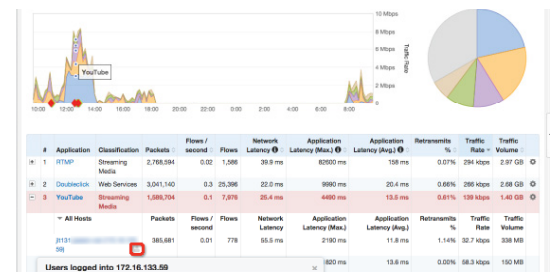 10 Mbps
8 Mbps
6 Mbps
4 Mbps
2 Mbps
0
Traffic Rate
YouTube
10:00 12:00 14:00 16:00 18:00 20:00 22:00 0:00 2:00 4:00 6:00 8:00
# Application Classification Packets Flows / second Flows Network Latency Application Latency (Max.) Application Latency (Avg.) Retransmits % Traffic Rate Traffic Volume
1 RTMP Streaming Media 2,768,594 0.02 1,586 39.9 ms 82600 ms 158 ms 0.07% 294 kbps 2.97 GB
2 Doubleclick Web Services 3,041,140 0.3 25,396 22.0 ms 9990 ms 20.4 ms 0.66% 266 kbps 2.68 GB
3 YouTube Streaming Media 1,589,704 0.1 7,978 26.4 ms 4490 ms 13.5 ms 0.61% 139 kbps 1.40 GB
All Hosts Packets Flows / second Flows Network Latency Application Latency (Max.) Application Latency (Avg.) Retransmits % Traffic Rate Traffic Volume
385,681 0.01 778 55.5 ms 2190 ms 11.8 ms 1.14% 32.7 kbps 338 MB
59)
Users logged into 172.16.133.59 ×
820 ms 13.6 ms 0.00% 58.3 kbps 150 MB